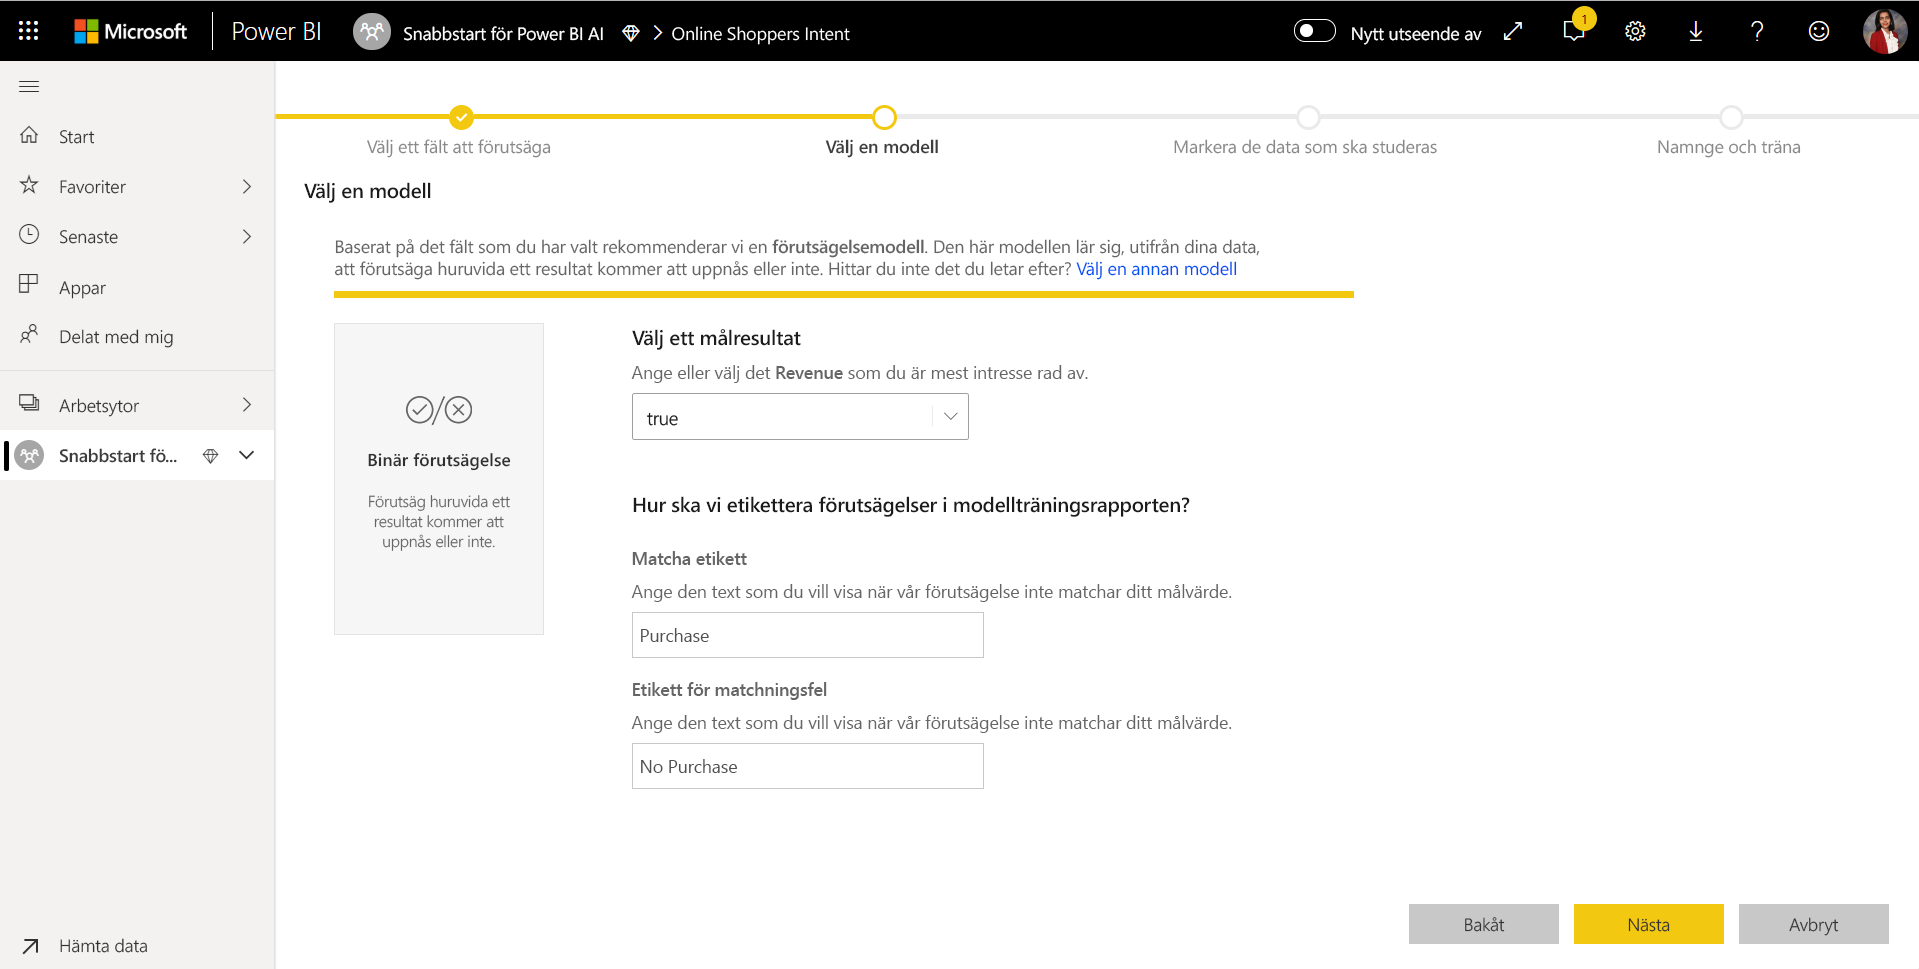 Microsoft Power BI Snabbstart för Power BI AI Online Shoppers Intent Nytt utseende av 1
Start
Favoriter
Senaste
Appar
Delat med mig
Arbetsytor
Snabbstart fö...
Hämta data
Välj ett fält att förutsäga Välj en modell Markera de data som ska studeras Namnge och träna
Välj en modell
Baserat på det fält som du har valt rekommenderar vi en förutsägelsemodell. Den här modellen lär sig, utifrån dina data,
att förutsäga huruvida ett resultat kommer att uppnås eller inte. Hittar du inte det du letar efter? Välj en annan modell
Binär förutsägelse
Förutsäg huruvida ett
resultat kommer att
uppnås eller inte.
Välj ett målresultat
Ange eller välj det Revenue som du är mest intresse rad av.
true
Hur ska vi etikettera förutsägelser i modellträningsrapporten?
Matcha etikett
Ange den text som du vill visa när vår förutsägelse inte matchar ditt målvärde.
Purchase
Etikett för matchningsfel
Ange den text som du vill visa när vår förutsägelse inte matchar ditt målvärde.
No Purchase
Bakåt Nästa Avbryt